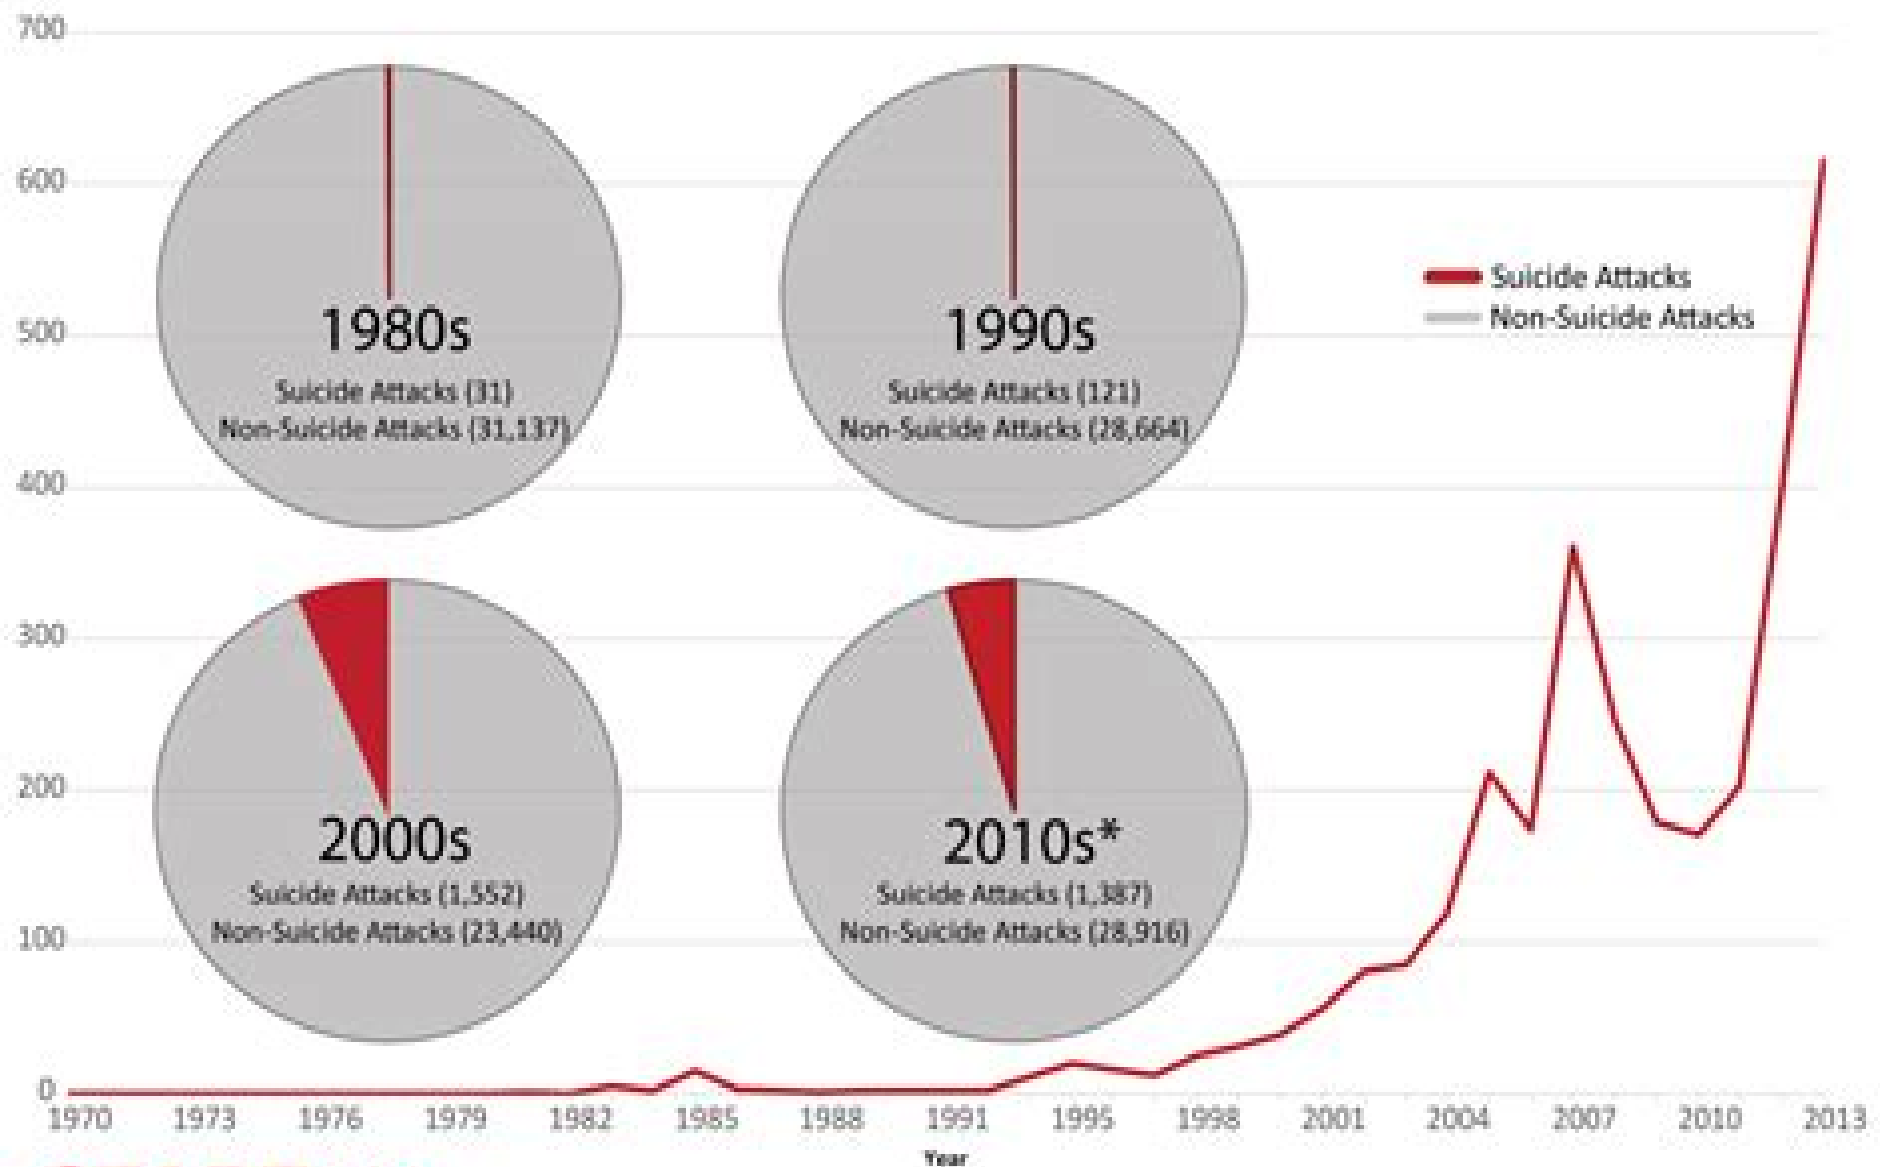 700
600
500
400
300
200
100
0
1980s
Suicide Attacks (31)
Non-Suicide Attacks (31,137)
1990s
Suicide Attacks (121)
Non-Suicide Attacks (28,664)
Suicide Attacks
Non-Suicide Attacks
2000s
Suicide Attacks (1,552)
Non-Suicide Attacks (23,440)
2010s*
Suicide Attacks (1,387)
Non-Suicide Attacks (28,916)
1970 1973 1976 1979 1982 1985 1988 1991 1995 1998 2001 2004 2007 2010 2013
Year